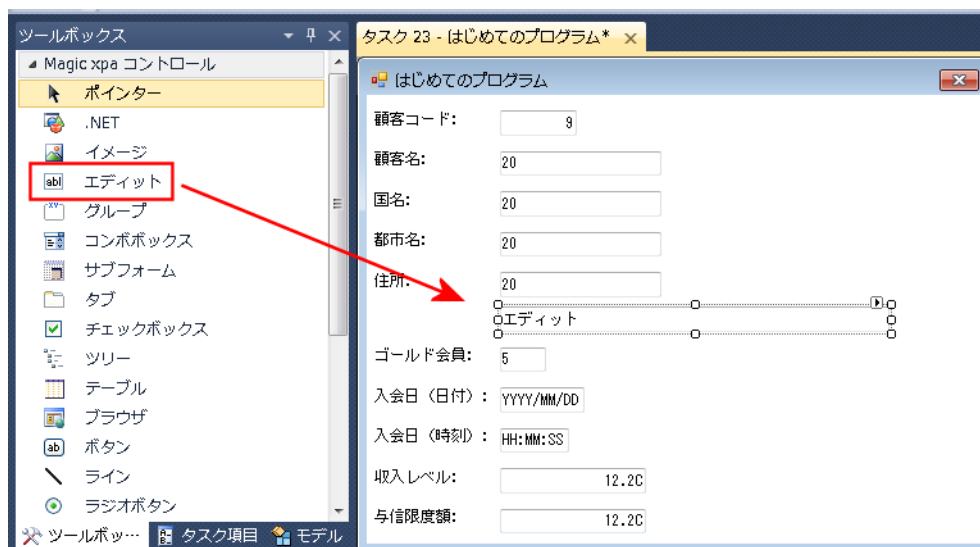 ツールボックス
タスク 23 - はじめてのプログラム*
Magic xpa コントロール
ポインター
.NET
イメージ
abl エディット
XY グループ
コンボボックス
サブフォーム
タブ
チェックボックス
ツリー
テーブル
ブラウザ
ab ボタン
ライン
ラジオボタン
ツールボッ… タスク項目 モデル
はじめてのプログラム
顧客コード: 9
顧客名: 20
国名: 20
都市名: 20
住所: 20
エディット
ゴールド会員: 5
入会日（日付）: YYYY/MM/DD
入会日（時刻）: HH:MM:SS
収入レベル: 12.2C
与信限度額: 12.2C